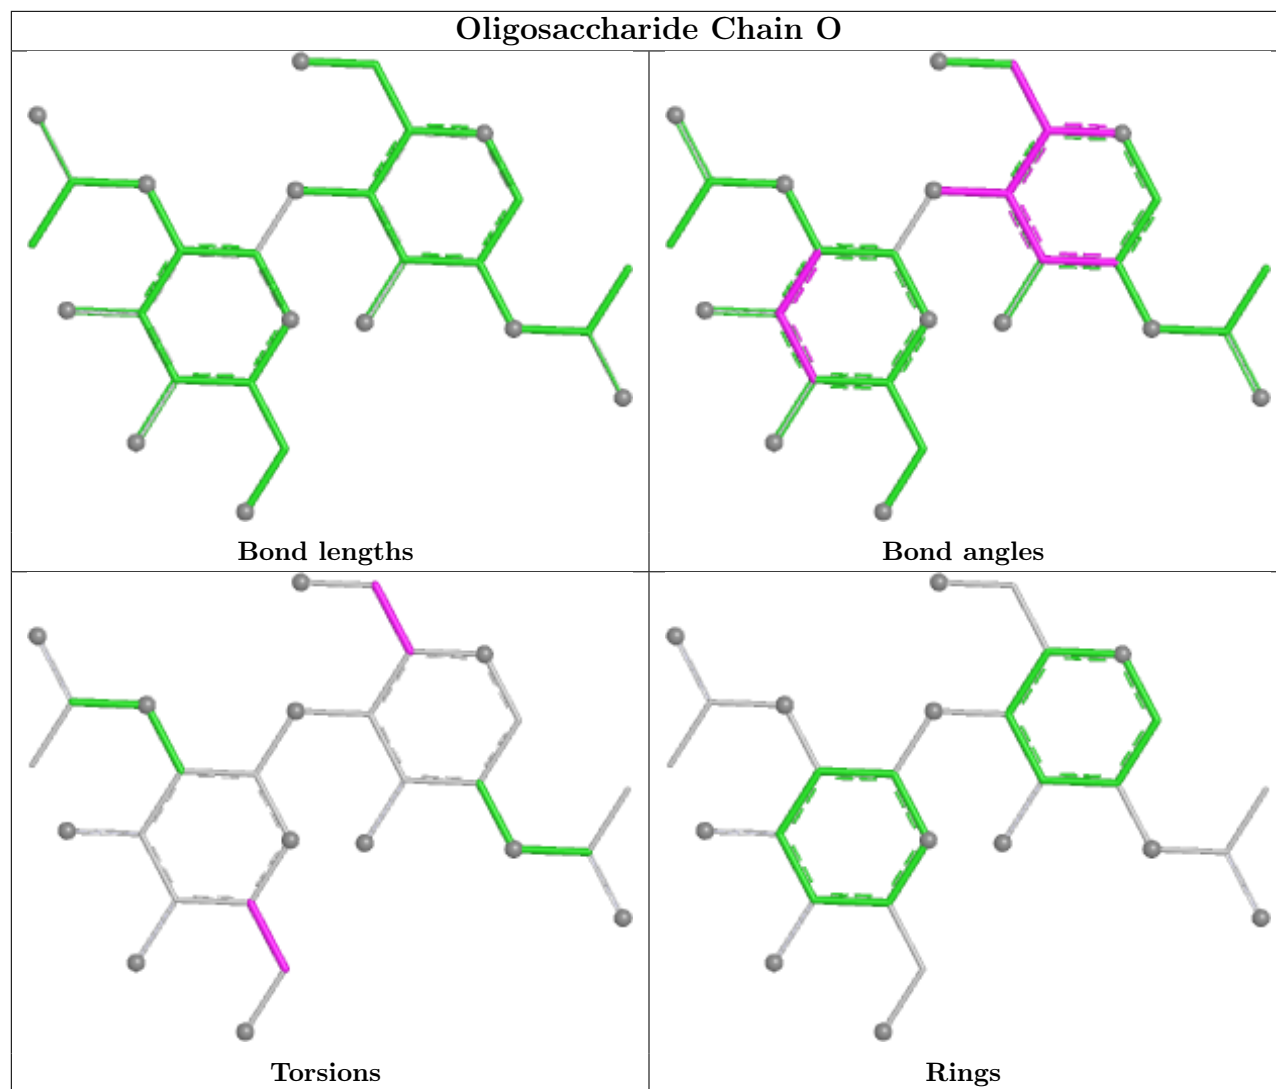 Oligosaccharide Chain O
Bond lengths
Bond angles
Torsions
Rings